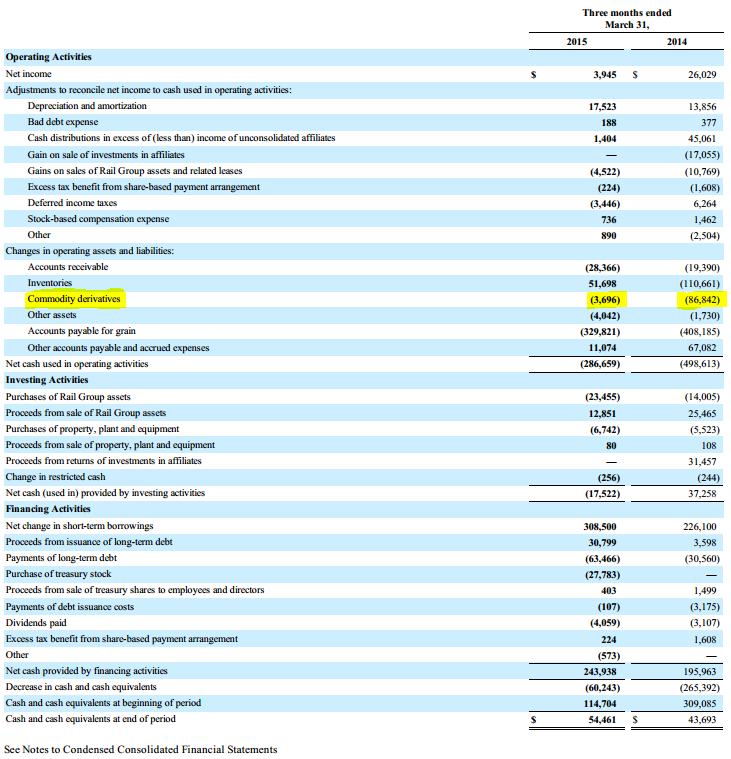 Three months ended
March 31,
2015 2014
Operating Activities
Net income $ 3,945 $ 26,029
Adjustments to reconcile net income to cash used in operating activities:
Depreciation and amortization 17,523 13,856
Bad debt expense 188 377
Cash distributions in excess of (less than) income of unconsolidated affiliates 1,404 45,061
Gain on sale of investments in affiliates — (17,055)
Gains on sales of Rail Group assets and related leases (4,522) (10,769)
Excess tax benefit from share-based payment arrangement (224) (1,608)
Deferred income taxes (3,446) 6,264
Stock-based compensation expense 736 1,462
Other 890 (2,504)
Changes in operating assets and liabilities:
Accounts receivable (28,366) (19,390)
Inventories 51,698 (110,661)
Commodity derivatives (3,696) (86,842)
Other assets (4,042) (1,730)
Accounts payable for grain (329,821) (408,185)
Other accounts payable and accrued expenses 11,074 67,082
Net cash used in operating activities (286,659) (498,613)
Investing Activities
Purchases of Rail Group assets (23,455) (14,005)
Proceeds from sale of Rail Group assets 12,851 25,465
Purchases of property, plant and equipment (6,742) (5,523)
Proceeds from sale of property, plant and equipment 80 108
Proceeds from returns of investments in affiliates — 31,457
Change in restricted cash (256) (244)
Net cash (used in) provided by investing activities (17,522) 37,258
Financing Activities
Net change in short-term borrowings 308,500 226,100
Proceeds from issuance of long-term debt 30,799 3,598
Payments of long-term debt (63,466) (30,560)
Purchase of treasury stock (27,783) —
Proceeds from sale of treasury shares to employees and directors 403 1,499
Payments of debt issuance costs (107) (3,175)
Dividends paid (4,059) (3,107)
Excess tax benefit from share-based payment arrangement 224 1,608
Other (573) —
Net cash provided by financing activities 243,938 195,963
Decrease in cash and cash equivalents (60,243) (265,392)
Cash and cash equivalents at beginning of period 114,704 309,085
Cash and cash equivalents at end of period $ 54,461 $ 43,693
See Notes to Condensed Consolidated Financial Statements